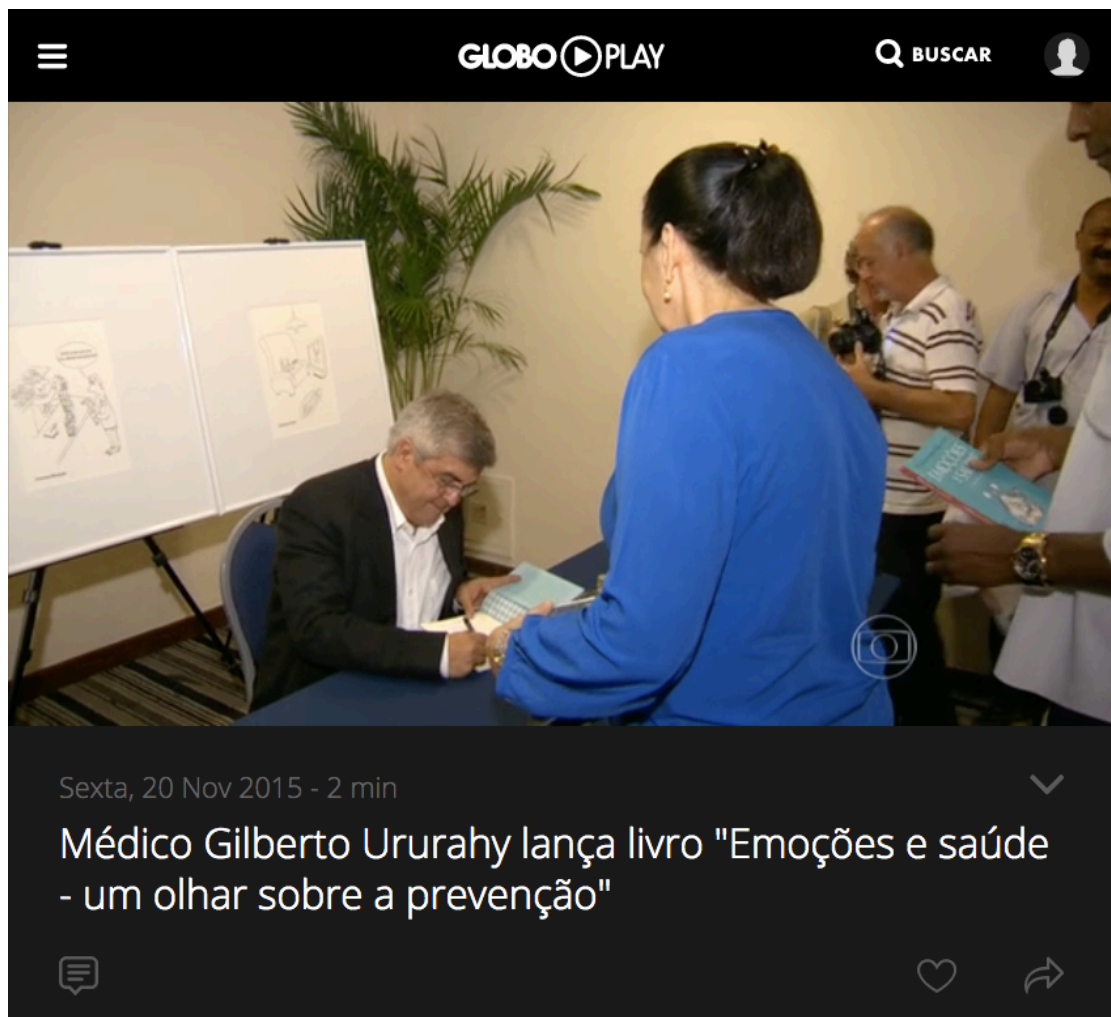 GLOBO PLAY
BUSCAR
EMOÇÕES
Sexta, 20 Nov 2015 - 2 min
Médico Gilberto Ururahy lança livro "Emoções e saúde
- um olhar sobre a prevenção"